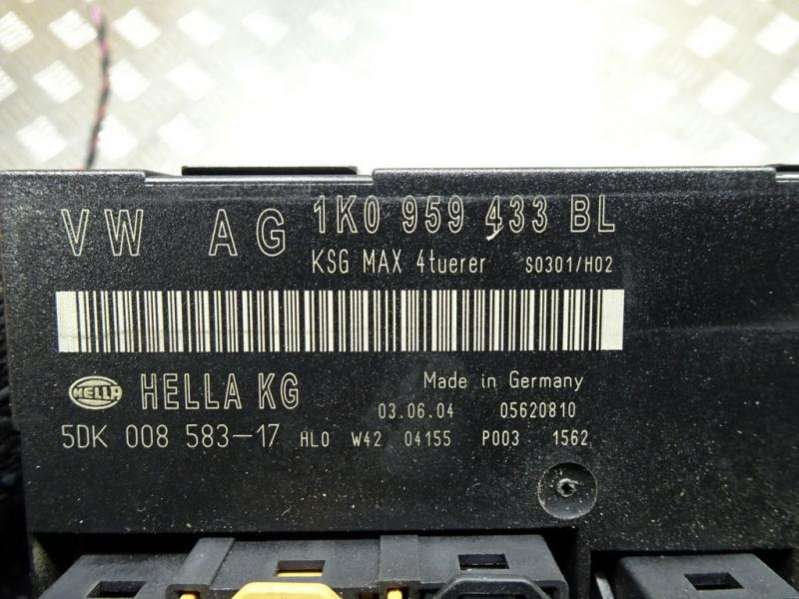 VW AG 1K0 959 433 BL
KSG MAX 4tuerer S0301/H02
HELLA HELLA KG Made in Germany
03.06.04 05620810
5DK 008 583-17 HL0 W42 04155 P003 1562